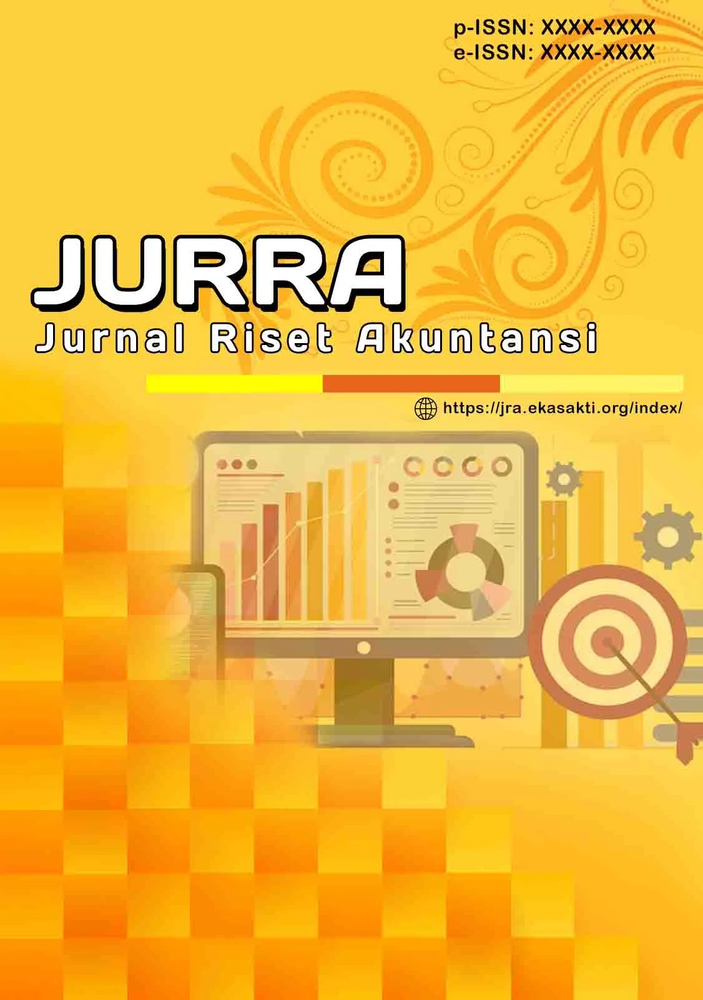 p-ISSN: XXXX-XXXX
e-ISSN: XXXX-XXXX
JURRA
Jurnal Riset Akuntansi
https://jra.ekasakti.org/index/